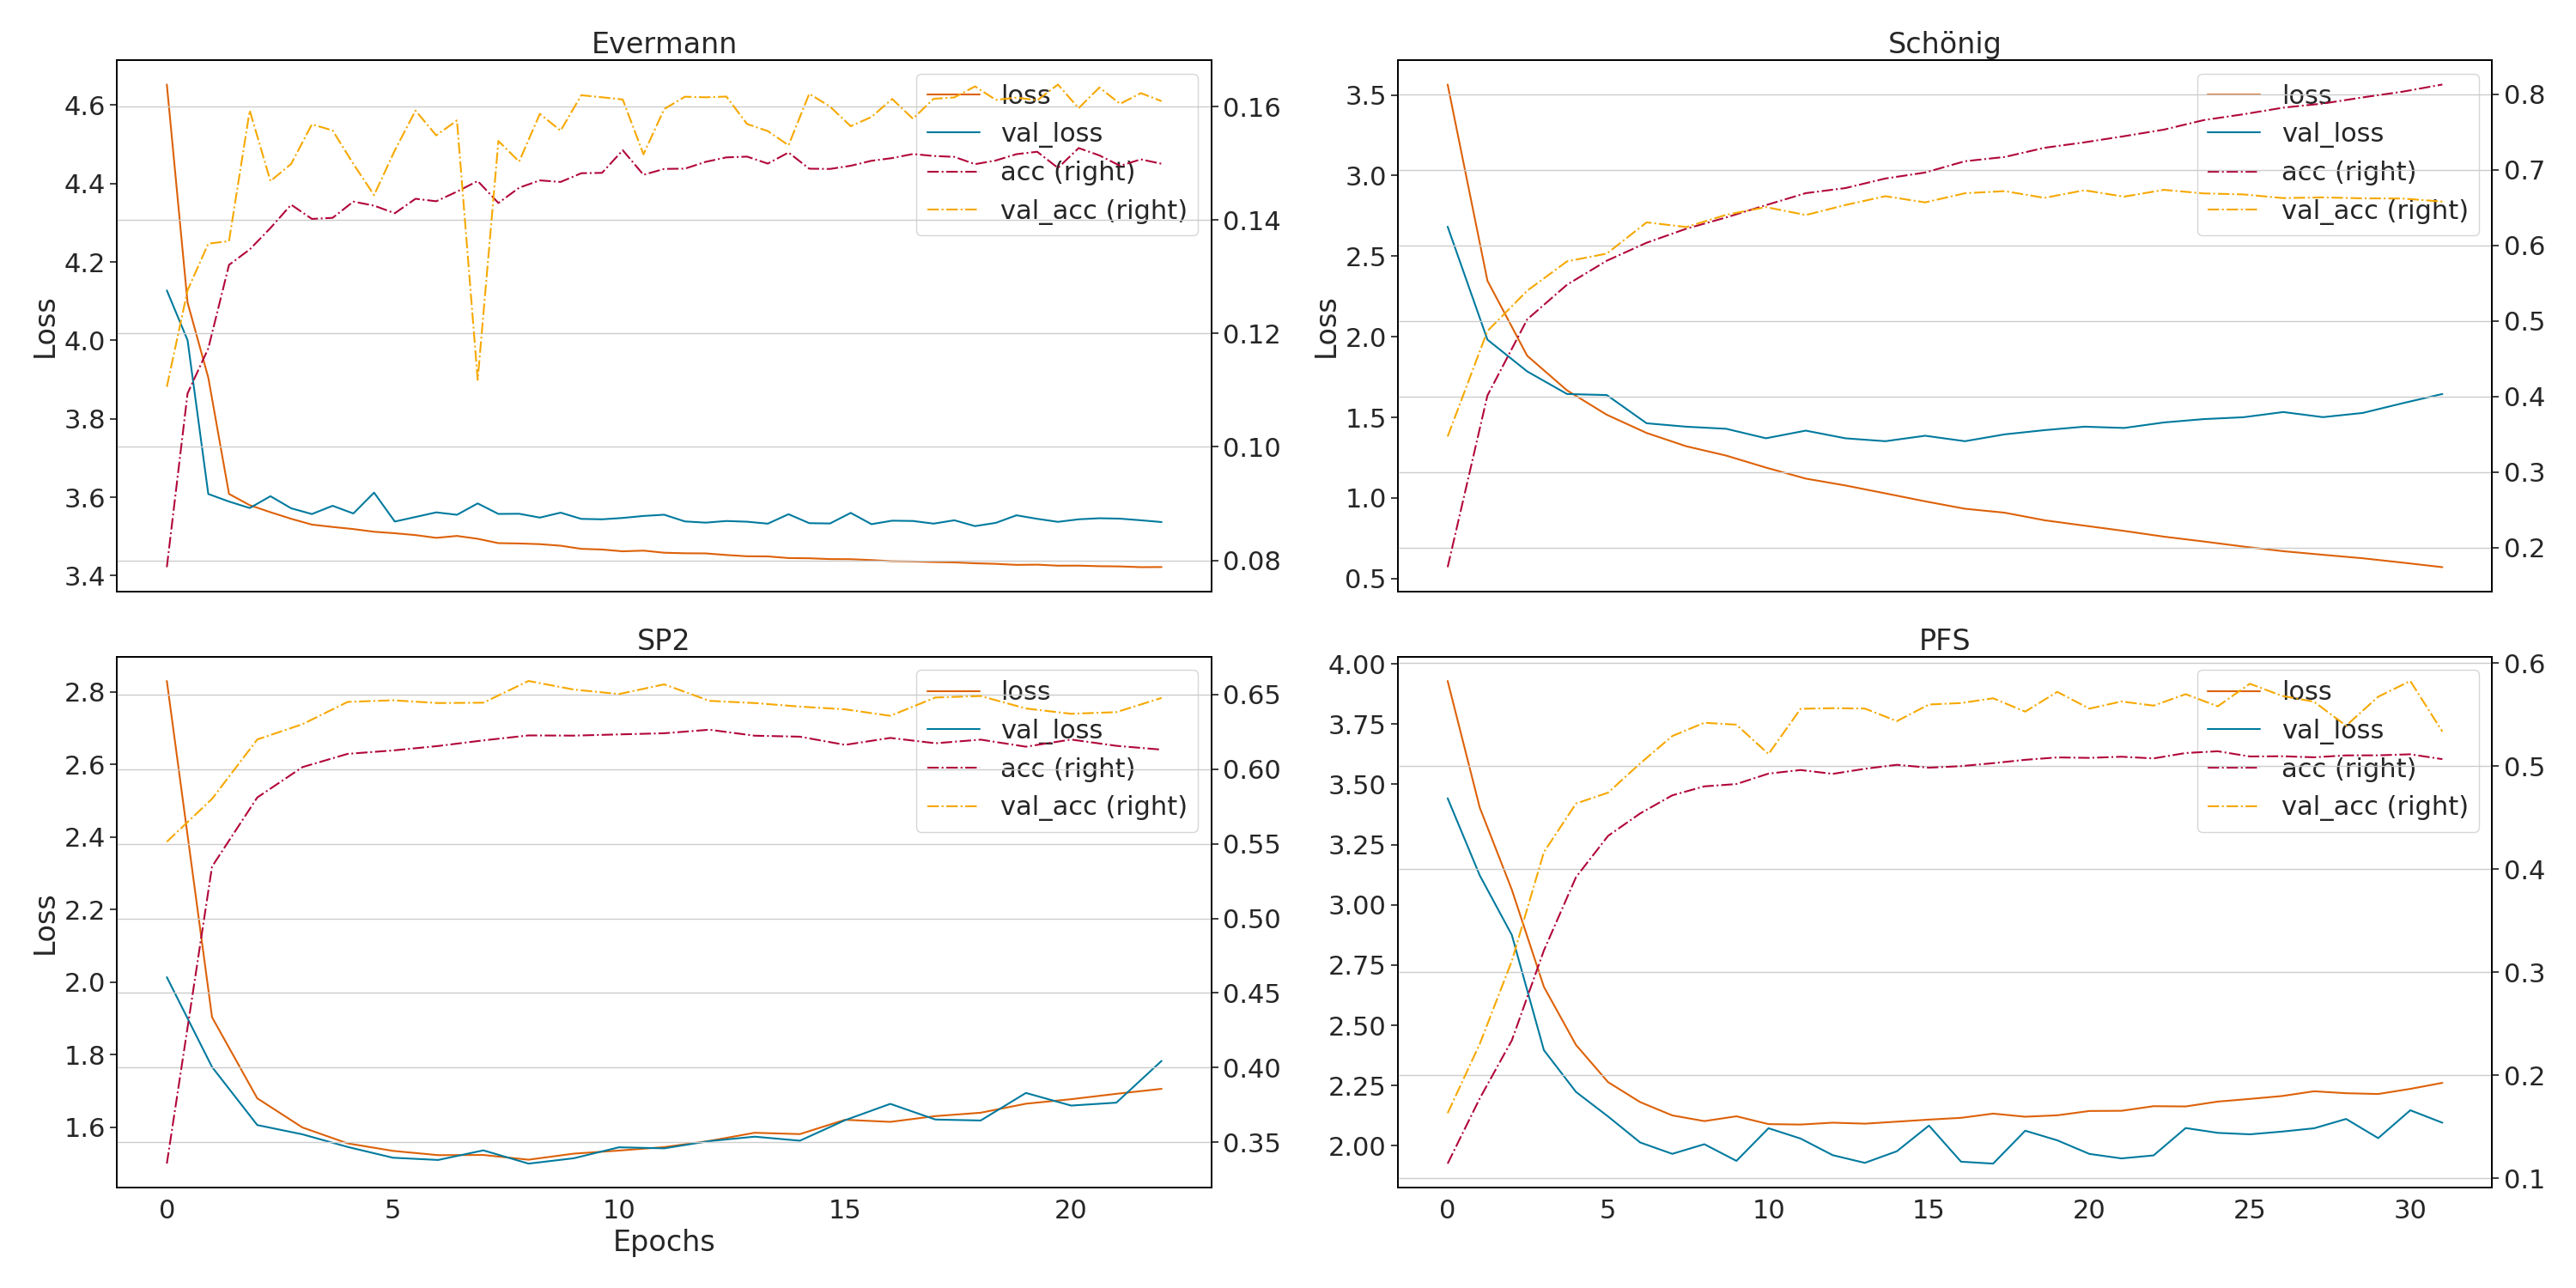 Evermann
4.6
4.4
4.2
4.0
3.8
3.6
3.4
Loss
loss
val_loss
acc (right)
val_acc (right)
0.16
0.14
0.12
0.10
0.08
Schönig
3.5
3.0
2.5
2.0
1.5
1.0
0.5
Loss
loss
val_loss
acc (right)
val_acc (right)
0.8
0.7
0.6
0.5
0.4
0.3
0.2
SP2
2.8
2.6
2.4
2.2
2.0
1.8
1.6
Loss
loss
val_loss
acc (right)
val_acc (right)
0.65
0.60
0.55
0.50
0.45
0.40
0.35
0 5 10 15 20
Epochs
PFS
4.00
3.75
3.50
3.25
3.00
2.75
2.50
2.25
2.00
loss
val_loss
acc (right)
val_acc (right)
0.6
0.5
0.4
0.3
0.2
0.1
0 5 10 15 20 25 30